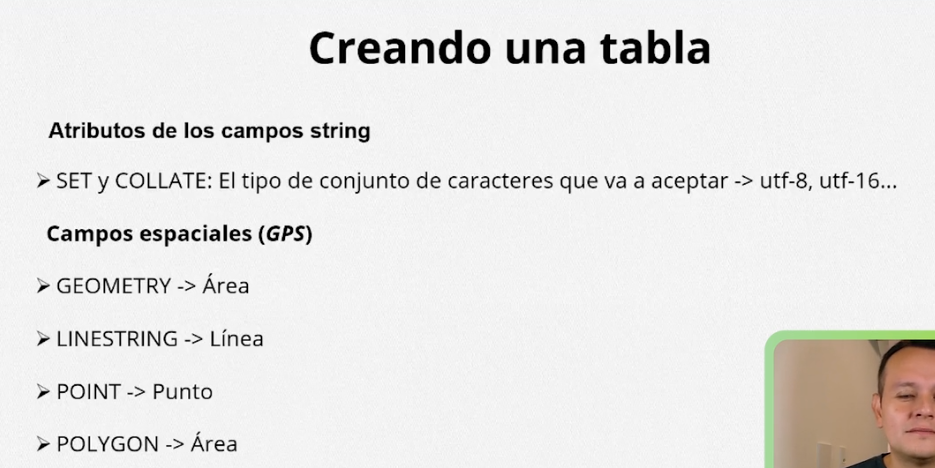 Creando una tabla
Atributos de los campos string
➤ SET y COLLATE: El tipo de conjunto de caracteres que va a aceptar -> utf-8, utf-16...
Campos espaciales (GPS)
➤ GEOMETRY -> Área
➤ LINESTRING -> Línea
➤ POINT -> Punto
➤ POLYGON -> Área